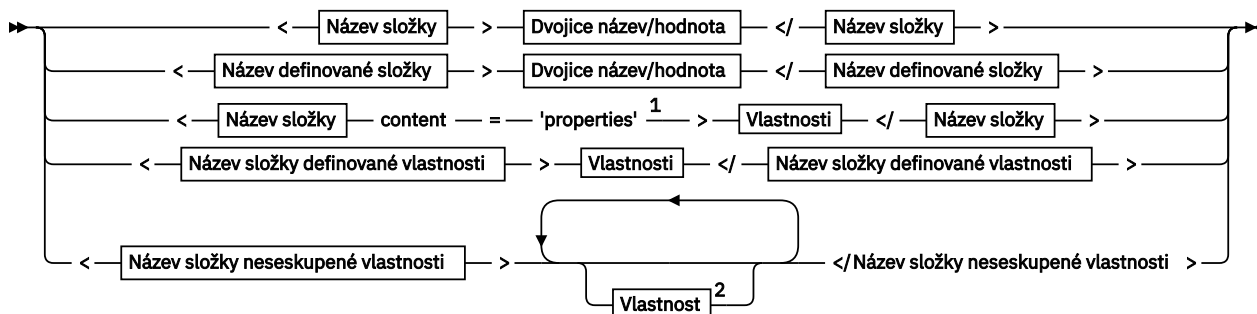 < Název složky > Dvojice název/hodnota </ Název složky >
< Název definované složky > Dvojice název/hodnota </ Název definované složky >
< Název složky content = 'properties' 1 > Vlastnosti </ Název složky >
< Název složky definované vlastnosti > Vlastnosti </ Název složky definované vlastnosti >
< Název složky neseskupené vlastnosti > </ Název složky neseskupené vlastnosti >
Vlastnost 2